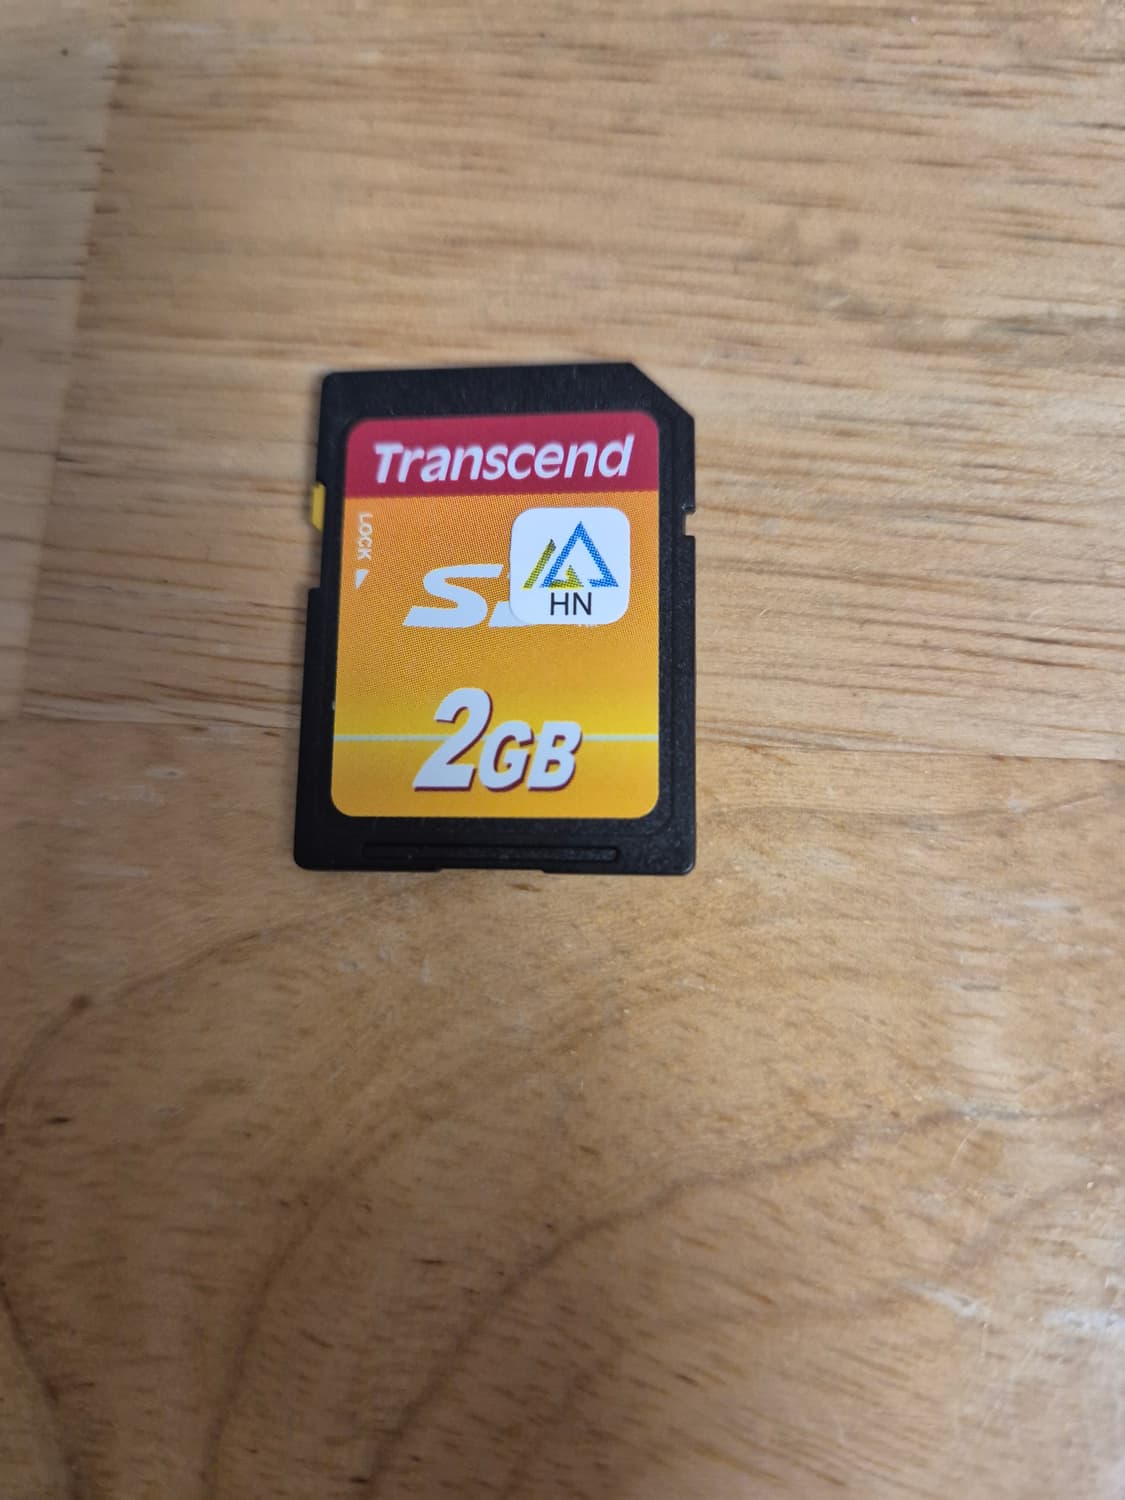 Transcend
LOCK
HN
2GB